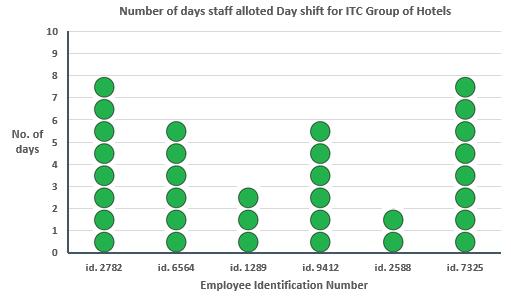 Number of days staff alloted Day shift for ITC Group of Hotels
10
9
8
7
6
5
4
3
2
1
0
No. of
days
id. 2782 id. 6564 id. 1289 id. 9412 id. 2588 id. 7325
Employee Identification Number